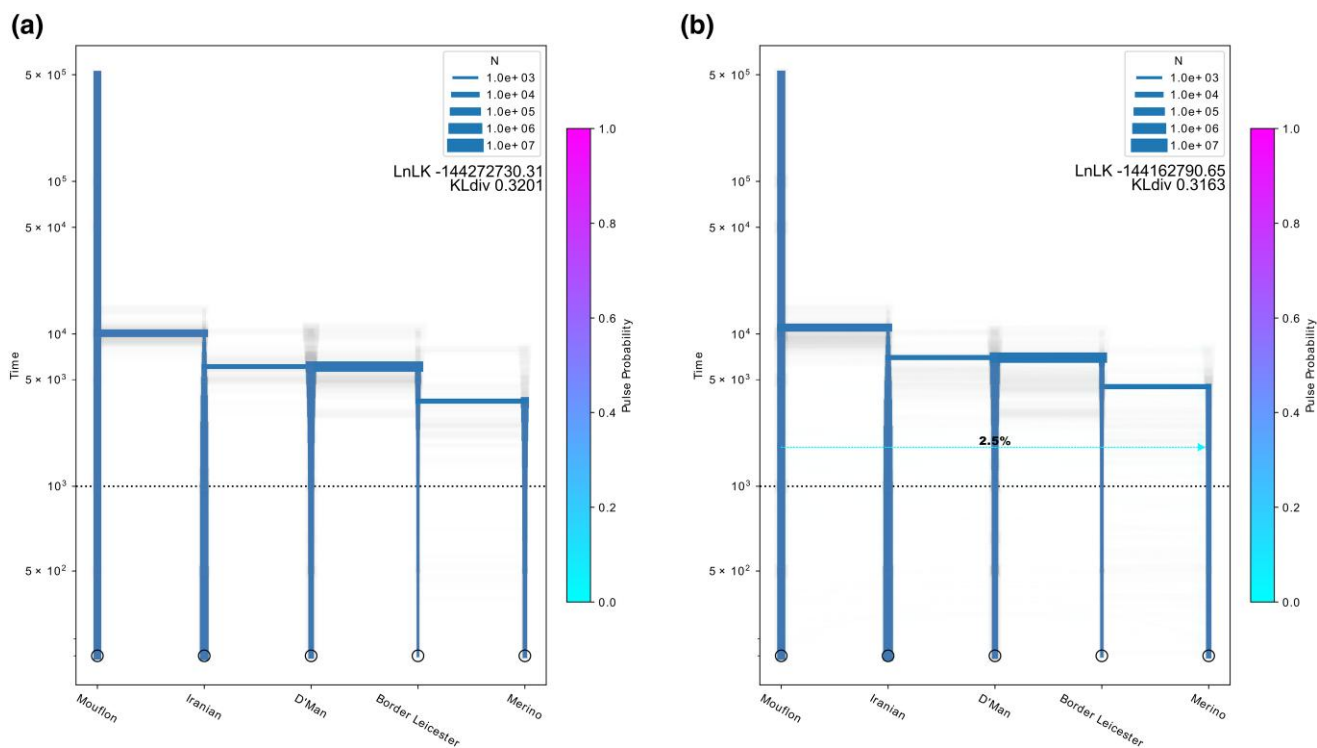 (a)
N
1.0e+03
1.0e+04
1.0e+05
1.0e+06
1.0e+07
LnLK -144272730.31
KLdiv 0.3201
5 × 10⁵
10⁵
5 × 10⁴
10⁴
5 × 10³
10³
5 × 10²
Time
Mouflon
Iranian
D'Man
Border Leicester
Merino
1.0
0.8
0.6
0.4
0.2
0.0
Pulse Probability
(b)
N
1.0e+03
1.0e+04
1.0e+05
1.0e+06
1.0e+07
LnLK -144162790.65
KLdiv 0.3163
5 × 10⁵
10⁵
5 × 10⁴
10⁴
5 × 10³
10³
5 × 10²
Time
2.5%
Mouflon
Iranian
D'Man
Border Leicester
Merino
1.0
0.8
0.6
0.4
0.2
0.0
Pulse Probability